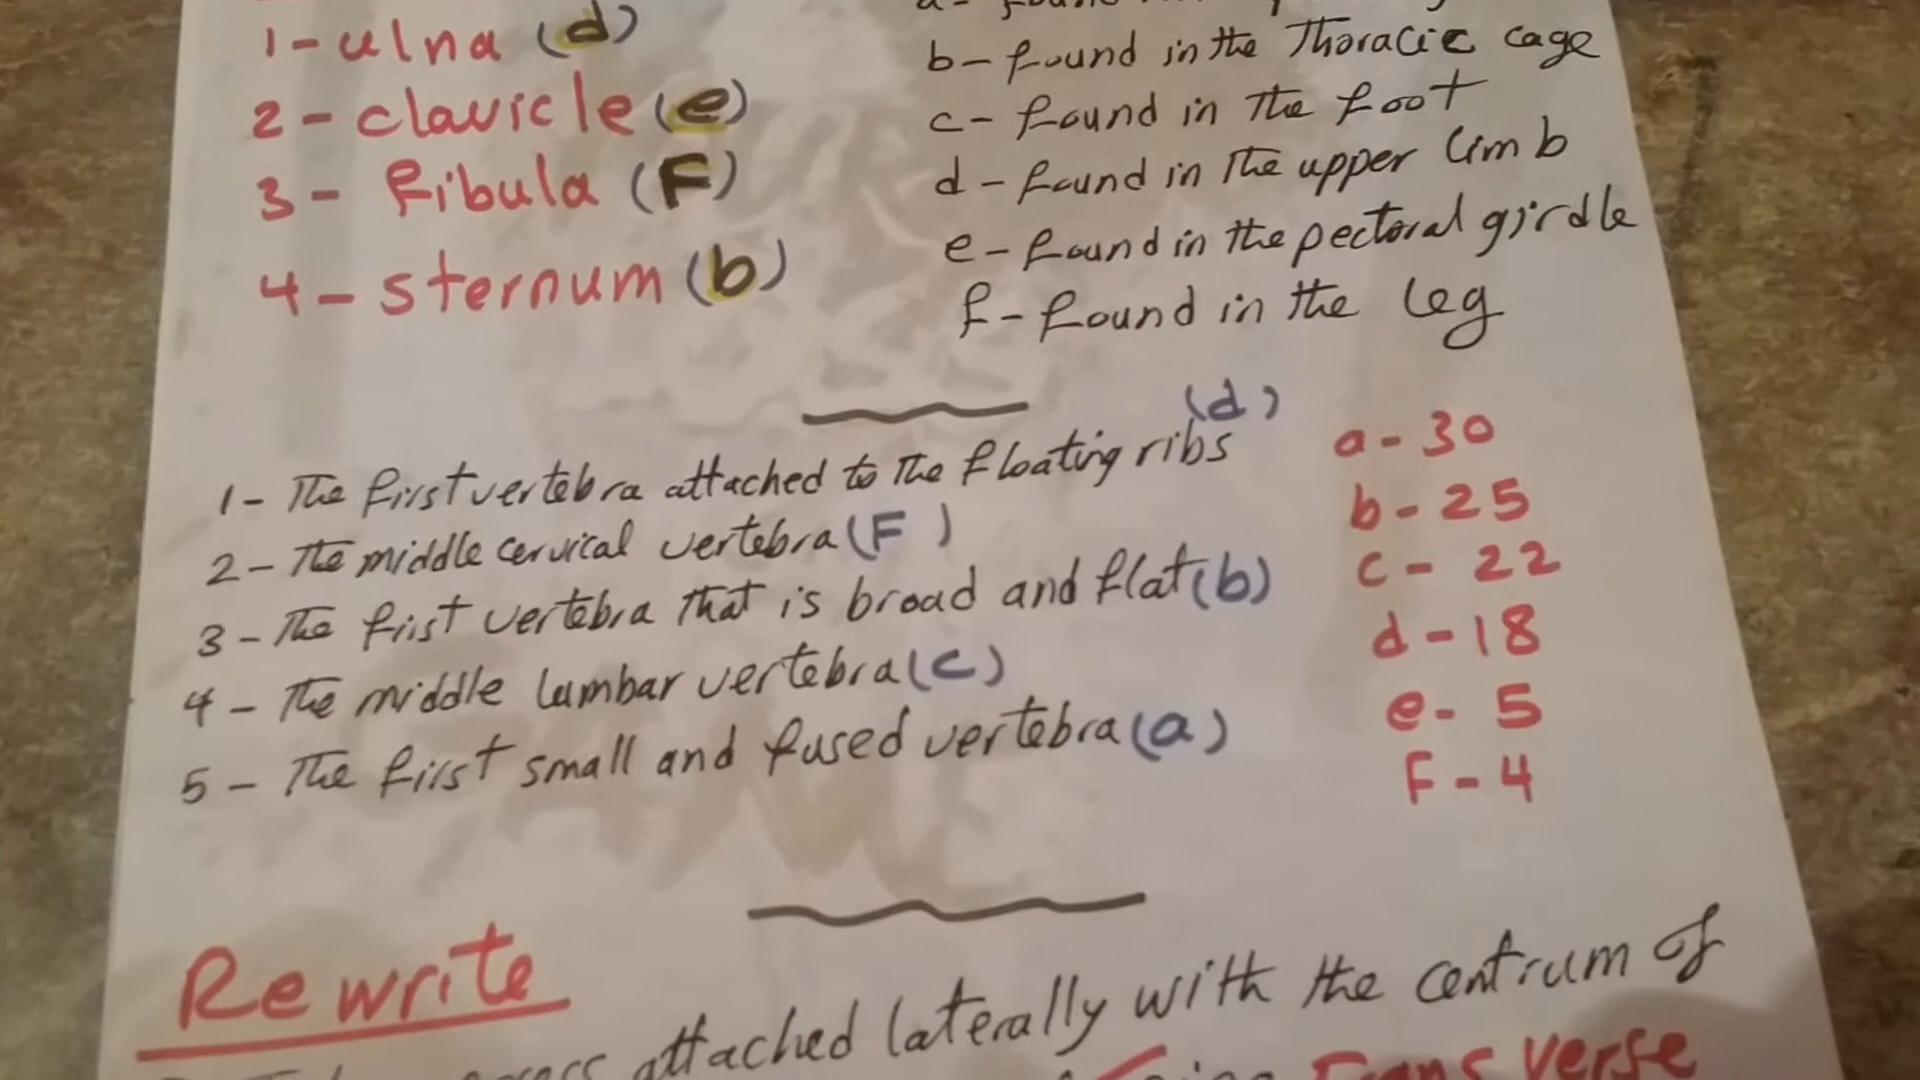 1 - ulna (d)
2 - clavicle (e)
3 - fibula (F)
4 - sternum (b)
b - found in the Thoracic cage
c - found in The foot
d - found in The upper limb
e - found in the pectoral girdle
f - found in the leg
1 - The first vertebra attached to The floating ribs (d)
2 - The middle cervical vertebra (F)
3 - The first vertebra That is broad and flat (b)
4 - The middle lumbar vertebra (C)
5 - The first small and fused vertebra (a)
a - 30
b - 25
c - 22
d - 18
e - 5
F - 4
Rewrite
attached laterally with the centrum of
Trans verse